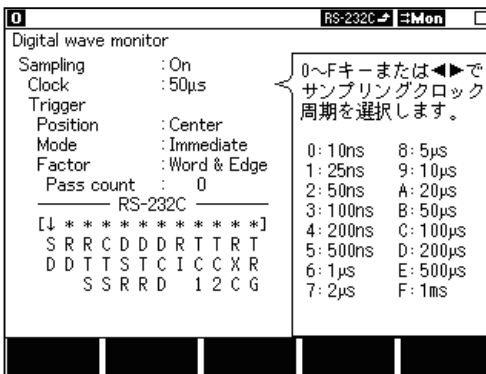 0 RS-232C ⇄Mon
Digital wave monitor
Sampling :On
Clock :50µs
Trigger
Position :Center
Mode :Immediate
Factor :Word & Edge
Pass count : 0
RS-232C
[↓ * * * * * * * * * *]
S R R C D D D R T T R T
D D T T S T C I C C X R
S S R R D 1 2 C G
0～Fキーまたは◀▶で
サンプリングクロック
周期を選択します。
0:10ns 8:5µs
1:25ns 9:10µs
2:50ns A:20µs
3:100ns B:50µs
4:200ns C:100µs
5:500ns D:200µs
6:1µs E:500µs
7:2µs F:1ms